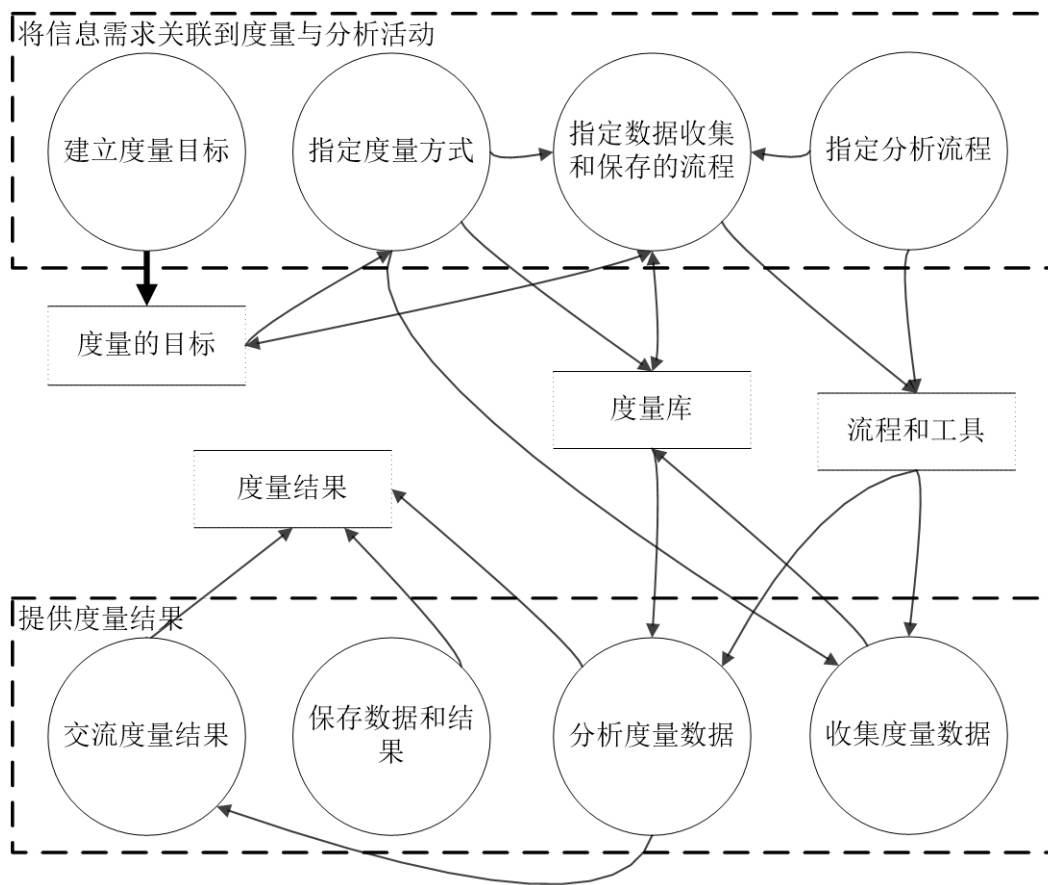 将信息需求关联到度量与分析活动
建立度量目标
指定度量方式
指定数据收集
和保存的流程
指定分析流程
度量的目标
度量库
流程和工具
度量结果
提供度量结果
交流度量结果
保存数据和结
果
分析度量数据
收集度量数据